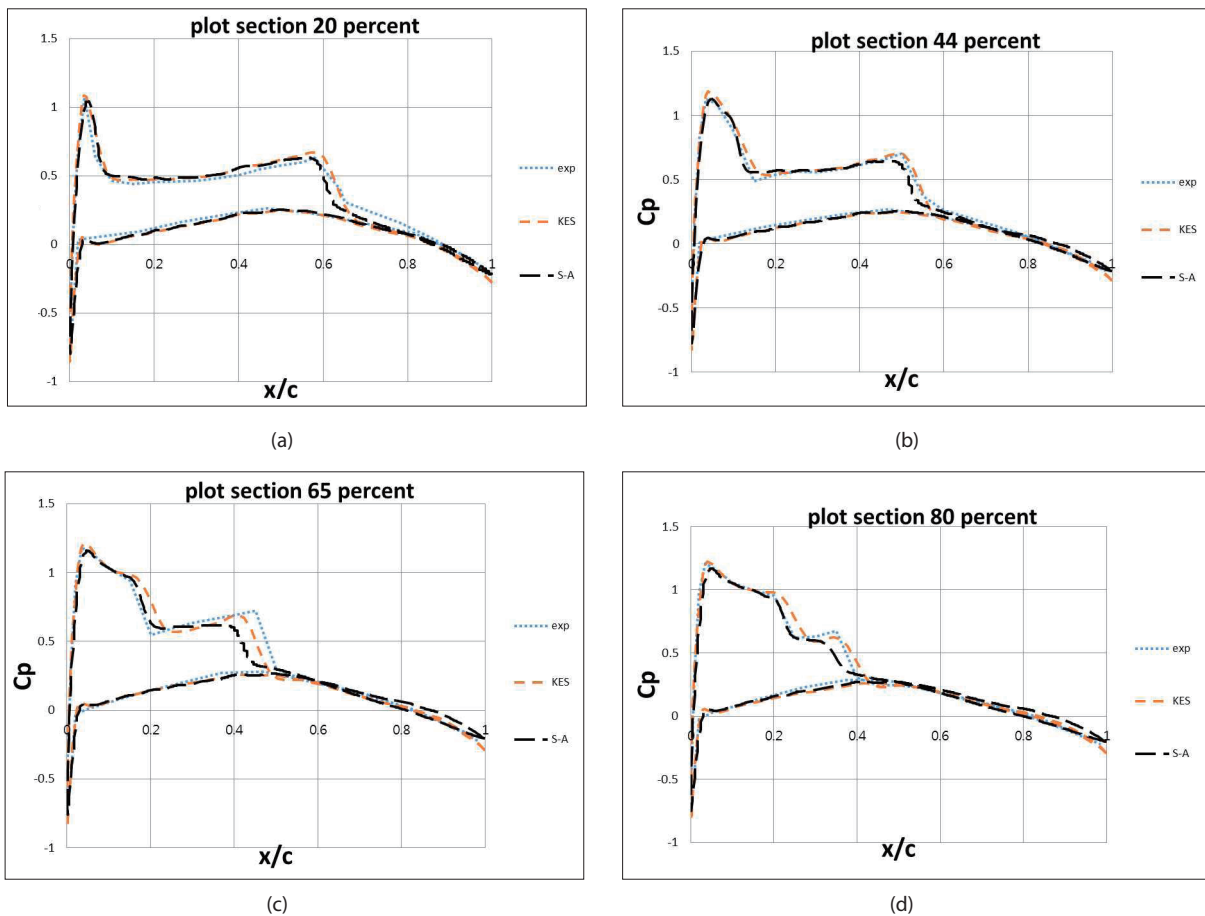 plot section 20 percent
1.5
1
0.5
0
-0.5
-1
0
0.2
0.4
0.6
0.8
1
x/c
exp
KES
S-A
(a)
plot section 44 percent
1.5
1
0.5
0
-0.5
-1
0
0.2
0.4
0.6
0.8
1
Cp
x/c
exp
KES
S-A
(b)
plot section 65 percent
1.5
1
0.5
0
-0.5
-1
0
0.2
0.4
0.6
0.8
1
Cp
x/c
exp
KES
S-A
(c)
plot section 80 percent
1.5
1
0.5
0
-0.5
-1
0
0.2
0.4
0.6
0.8
1
Cp
x/c
exp
KES
S-A
(d)